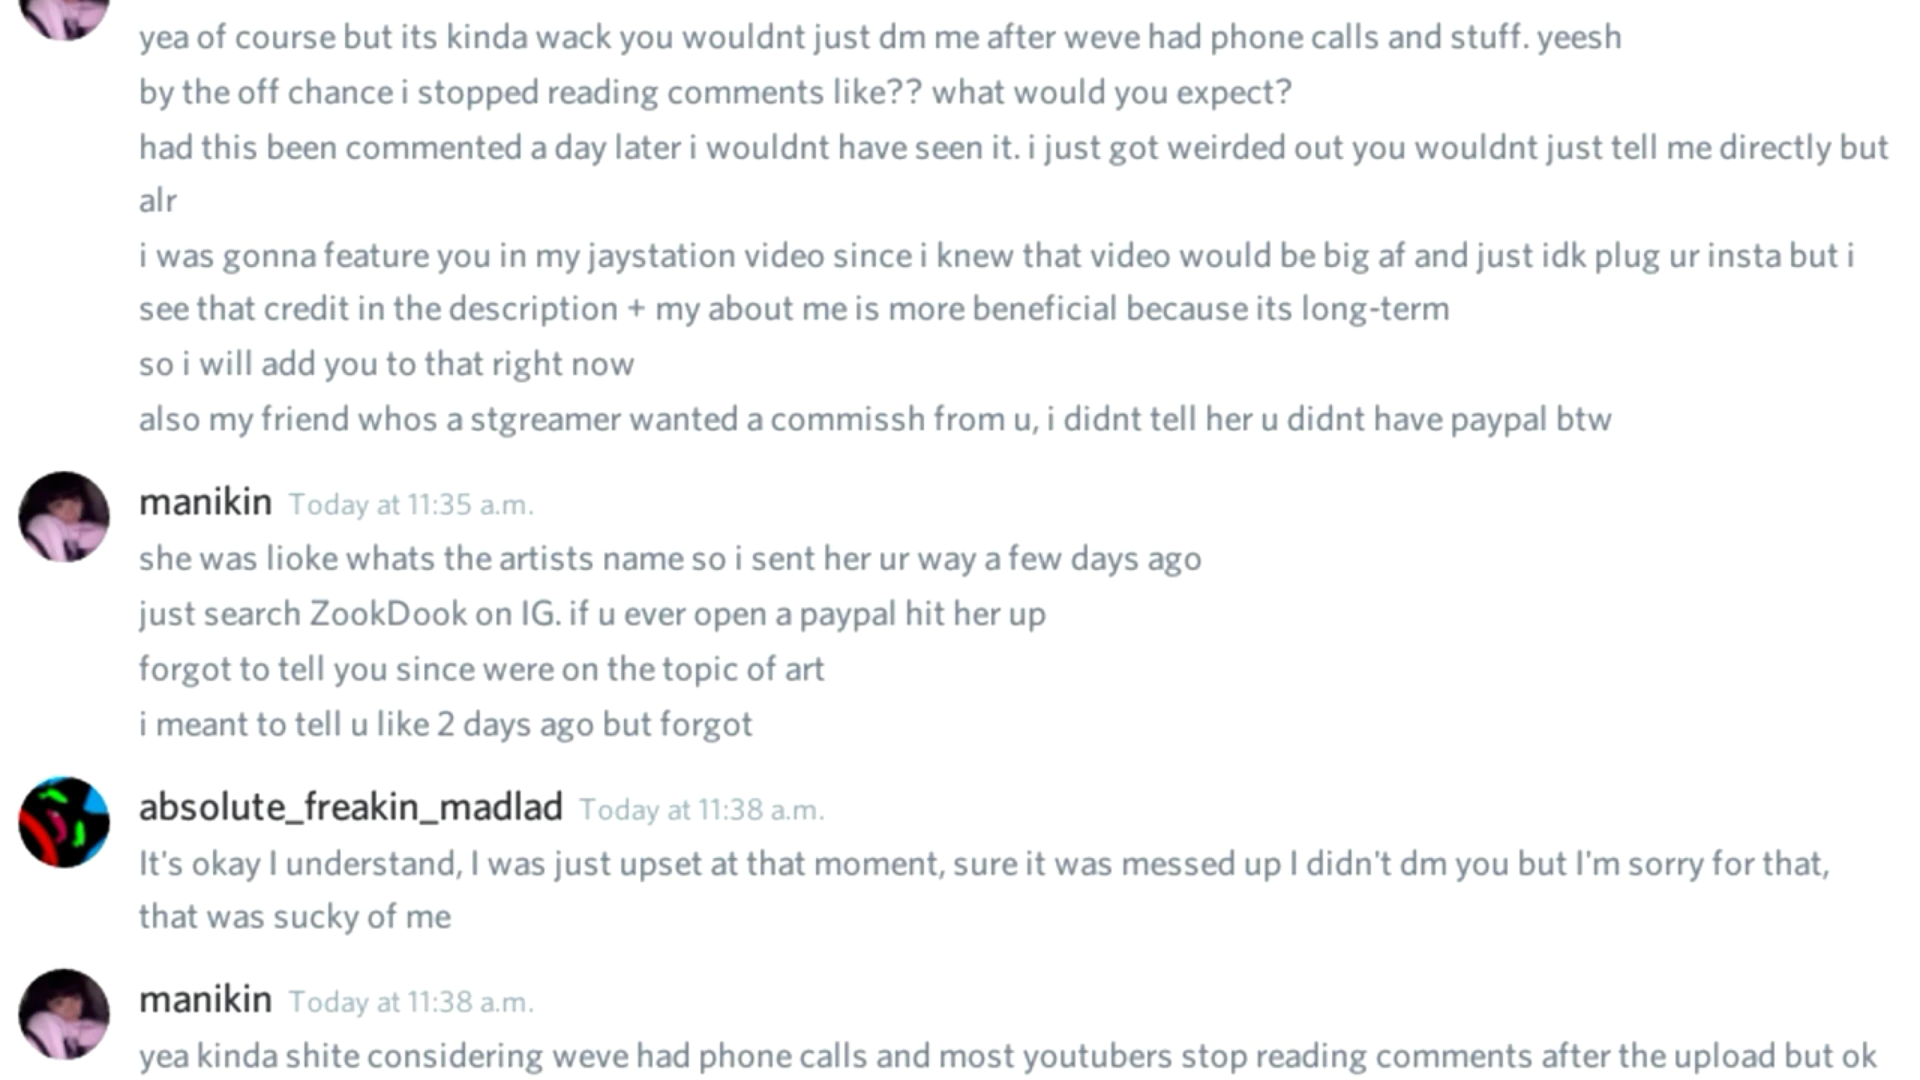 yea of course but its kinda wack you wouldnt just dm me after weve had phone calls and stuff. yeesh
by the off chance i stopped reading comments like?? what would you expect?
had this been commented a day later i wouldnt have seen it. i just got weirded out you wouldnt just tell me directly but
alr
i was gonna feature you in my jaystation video since i knew that video would be big af and just idk plug ur insta but i
see that credit in the description + my about me is more beneficial because its long-term
so i will add you to that right now
also my friend whos a stgreamer wanted a commissh from u, i didnt tell her u didnt have paypal btw
manikin Today at 11:35 a.m.
she was lioke whats the artists name so i sent her ur way a few days ago
just search ZookDook on IG. if u ever open a paypal hit her up
forgot to tell you since were on the topic of art
i meant to tell u like 2 days ago but forgot
absolute_freakin_madlad Today at 11:38 a.m.
It's okay I understand, I was just upset at that moment, sure it was messed up I didn't dm you but I'm sorry for that,
that was sucky of me
manikin Today at 11:38 a.m.
yea kinda shite considering weve had phone calls and most youtubers stop reading comments after the upload but ok